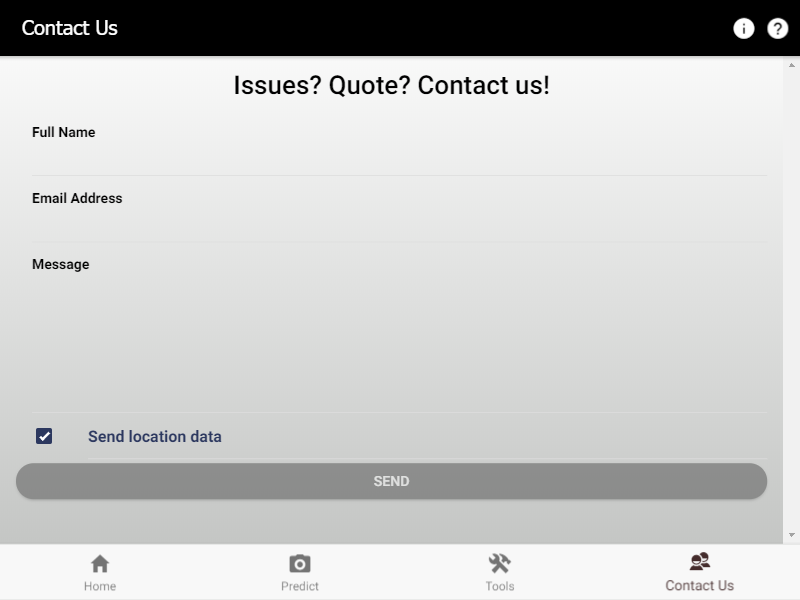 Contact Us
Issues? Quote? Contact us!
Full Name
Email Address
Message
Send location data
SEND
Home
Predict
Tools
Contact Us